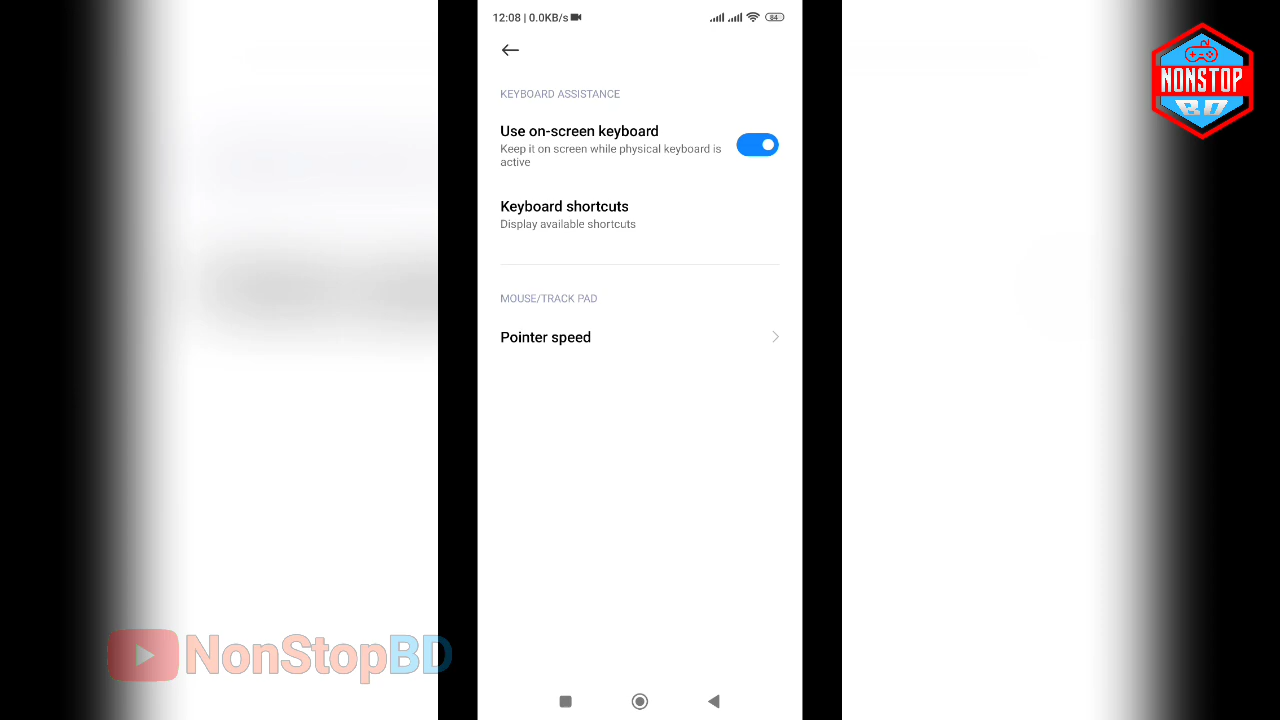 12:08 | 0.0KB/s
84
NONSTOP
BD
KEYBOARD ASSISTANCE
Use on-screen keyboard
Keep it on screen while physical keyboard is
active
Keyboard shortcuts
Display available shortcuts
MOUSE/TRACK PAD
Pointer speed
NonStopBD